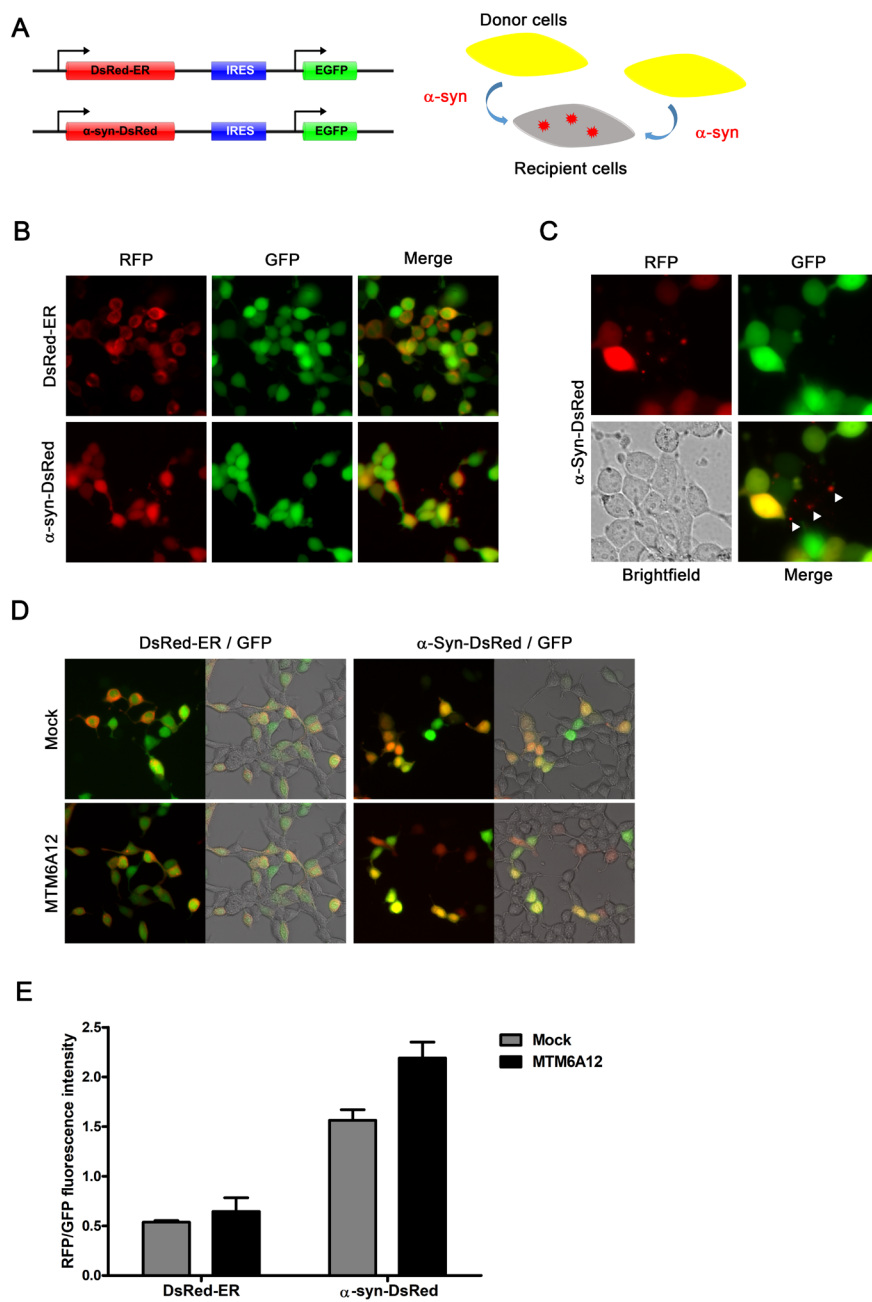 A
DsRed-ER IRES EGFP
α-syn-DsRed IRES EGFP
Donor cells
α-syn
α-syn
Recipient cells
B
RFP GFP Merge
DsRed-ER
α-syn-DsRed
C
RFP GFP
α-Syn-DsRed
Brightfield Merge
D
DsRed-ER / GFP α-Syn-DsRed / GFP
Mock
MTM6A12
E
RFP/GFP fluorescence intensity
2.5
2.0
1.5
1.0
0.5
0.0
DsRed-ER α-syn-DsRed
Mock
MTM6A12